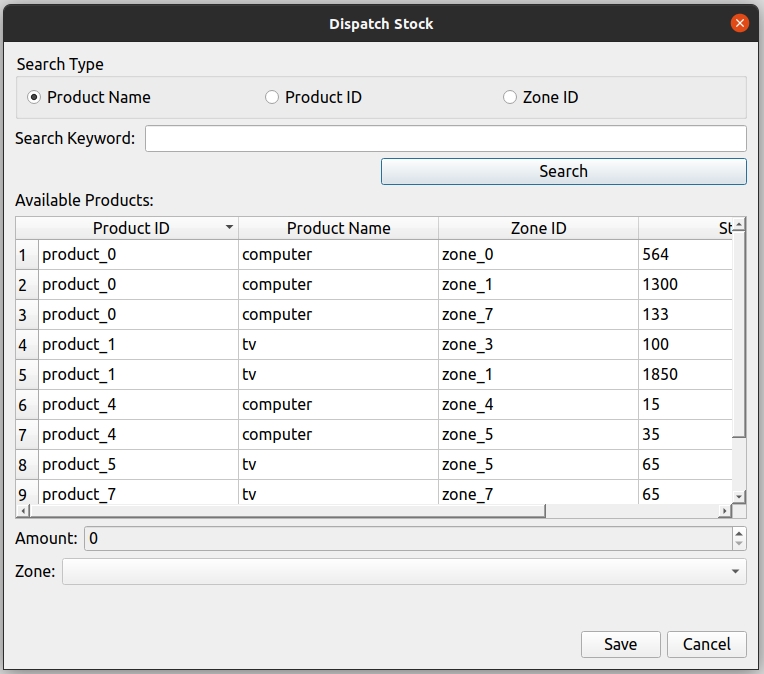 Dispatch Stock
Search Type
Product Name Product ID Zone ID
Search Keyword:
Search
Available Products:
Product ID Product Name Zone ID
1 product_0 computer zone_0 564
2 product_0 computer zone_1 1300
3 product_0 computer zone_7 133
4 product_1 tv zone_3 100
5 product_1 tv zone_1 1850
6 product_4 computer zone_4 15
7 product_4 computer zone_5 35
8 product_5 tv zone_5 65
9 product_7 tv zone_7 65
Amount: 0
Zone:
Save Cancel